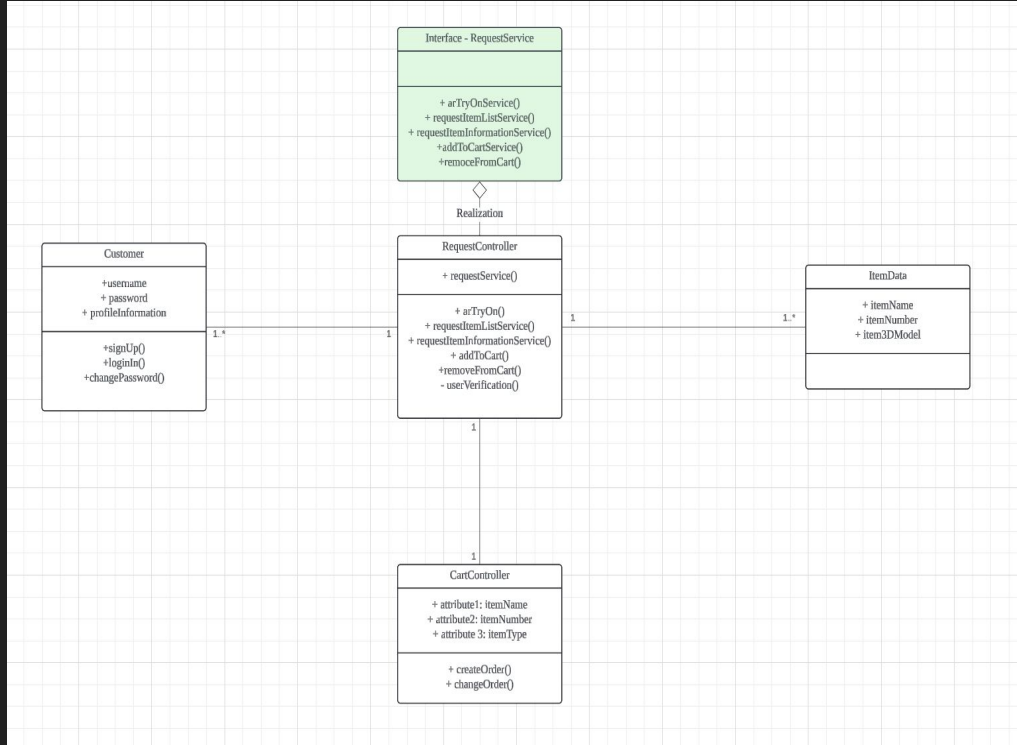 Interface - RequestService
+ arTryOnService()
+ requestItemListService()
+ requestItemInformationService()
+addToCartService()
+remoceFromCart()
Realization
RequestController
+ requestService()
+ arTryOn()
+ requestItemListService()
+ requestItemInformationService()
+ addToCart()
+removeFromCart()
- userVerification()
Customer
+username
+ password
+ profileInformation
+signUp()
+loginIn()
+changePassword()
1..*
1
1
1..*
ItemData
+ itemName
+ itemNumber
+ item3DModel
1
1
CartController
+ attribute1: itemName
+ attribute2: itemNumber
+ attribute 3: itemType
+ createOrder()
+ changeOrder()